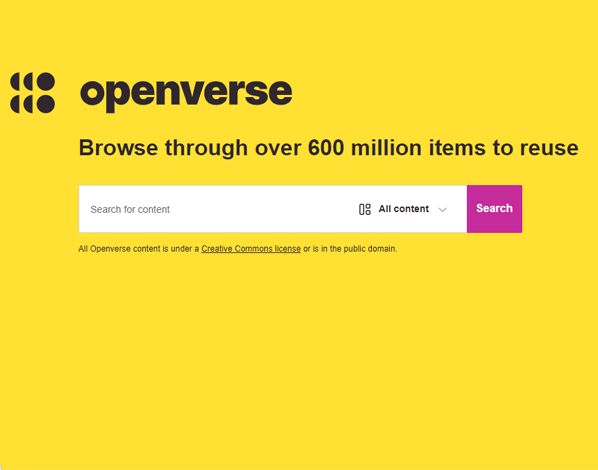 openverse
Browse through over 600 million items to reuse
Search for content
All content
Search
All Openverse content is under a Creative Commons license or is in the public domain.